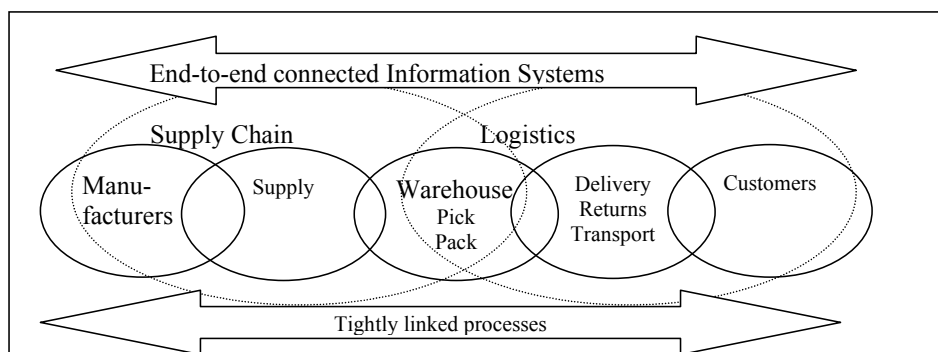 End-to-end connected Information Systems
Supply Chain
Logistics
Manu-
facturers
Supply
Warehouse
Pick
Pack
Delivery
Returns
Transport
Customers
Tightly linked processes